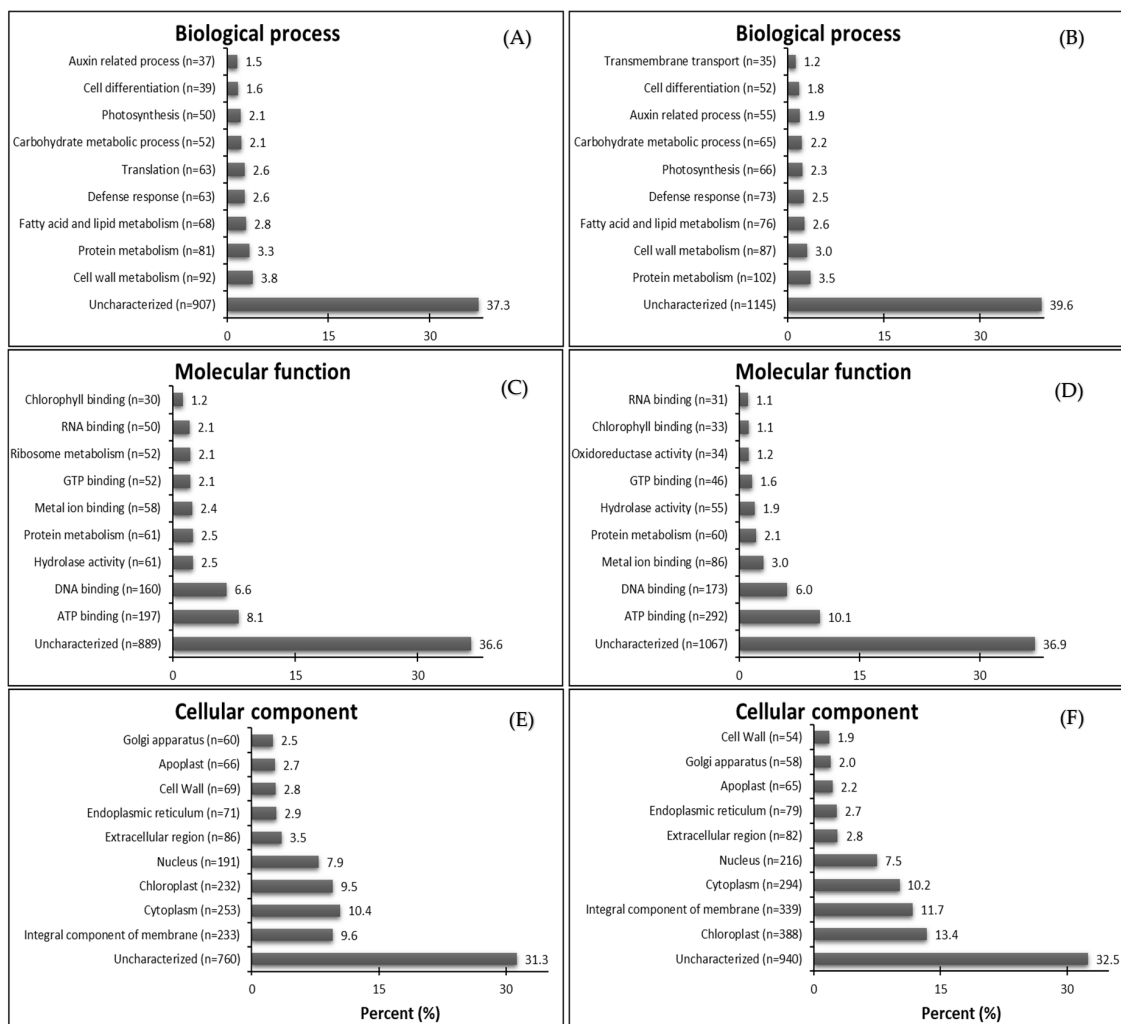 Biological process (A)
Auxin related process (n=37) 1.5
Cell differentiation (n=39) 1.6
Photosynthesis (n=50) 2.1
Carbohydrate metabolic process (n=52) 2.1
Translation (n=63) 2.6
Defense response (n=63) 2.6
Fatty acid and lipid metabolism (n=68) 2.8
Protein metabolism (n=81) 3.3
Cell wall metabolism (n=92) 3.8
Uncharacterized (n=907) 37.3
0 15 30
Biological process (B)
Transmembrane transport (n=35) 1.2
Cell differentiation (n=52) 1.8
Auxin related process (n=55) 1.9
Carbohydrate metabolic process (n=65) 2.2
Photosynthesis (n=66) 2.3
Defense response (n=73) 2.5
Fatty acid and lipid metabolism (n=76) 2.6
Cell wall metabolism (n=87) 3.0
Protein metabolism (n=102) 3.5
Uncharacterized (n=1145) 39.6
0 15 30
Molecular function (C)
Chlorophyll binding (n=30) 1.2
RNA binding (n=50) 2.1
Ribosome metabolism (n=52) 2.1
GTP binding (n=52) 2.1
Metal ion binding (n=58) 2.4
Protein metabolism (n=61) 2.5
Hydrolase activity (n=61) 2.5
DNA binding (n=160) 6.6
ATP binding (n=197) 8.1
Uncharacterized (n=889) 36.6
0 15 30
Molecular function (D)
RNA binding (n=31) 1.1
Chlorophyll binding (n=33) 1.1
Oxidoreductase activity (n=34) 1.2
GTP binding (n=46) 1.6
Hydrolase activity (n=55) 1.9
Protein metabolism (n=60) 2.1
Metal ion binding (n=86) 3.0
DNA binding (n=173) 6.0
ATP binding (n=292) 10.1
Uncharacterized (n=1067) 36.9
0 15 30
Cellular component (E)
Golgi apparatus (n=60) 2.5
Apoplast (n=66) 2.7
Cell Wall (n=69) 2.8
Endoplasmic reticulum (n=71) 2.9
Extracellular region (n=86) 3.5
Nucleus (n=191) 7.9
Chloroplast (n=232) 9.5
Cytoplasm (n=253) 10.4
Integral component of membrane (n=233) 9.6
Uncharacterized (n=760) 31.3
0 15 30
Percent (%)
Cellular component (F)
Cell Wall (n=54) 1.9
Golgi apparatus (n=58) 2.0
Apoplast (n=65) 2.2
Endoplasmic reticulum (n=79) 2.7
Extracellular region (n=82) 2.8
Nucleus (n=216) 7.5
Cytoplasm (n=294) 10.2
Integral component of membrane (n=339) 11.7
Chloroplast (n=388) 13.4
Uncharacterized (n=940) 32.5
0 15 30
Percent (%)